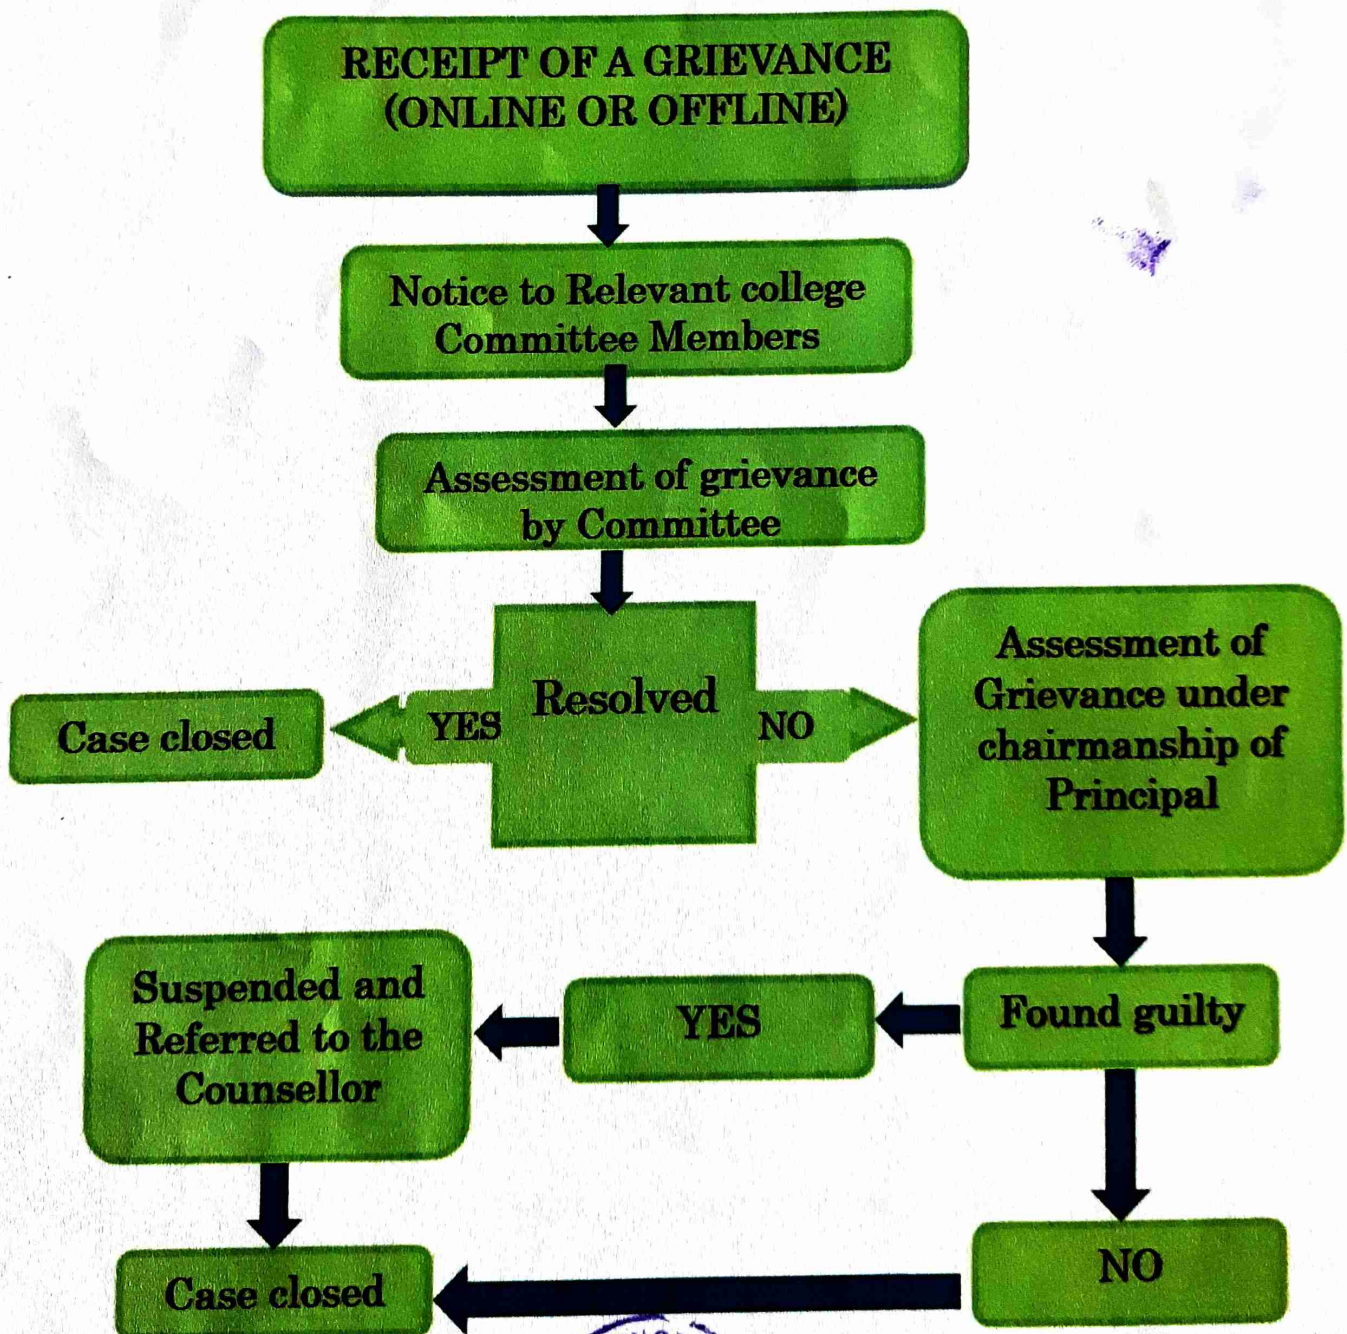 RECEIPT OF A GRIEVANCE
(ONLINE OR OFFLINE)
Notice to Relevant college
Committee Members
Assessment of grievance
by Committee
Resolved
YES
NO
Case closed
Assessment of
Grievance under
chairmanship of
Principal
Found guilty
YES
Suspended and
Referred to the
Counsellor
NO
Case closed